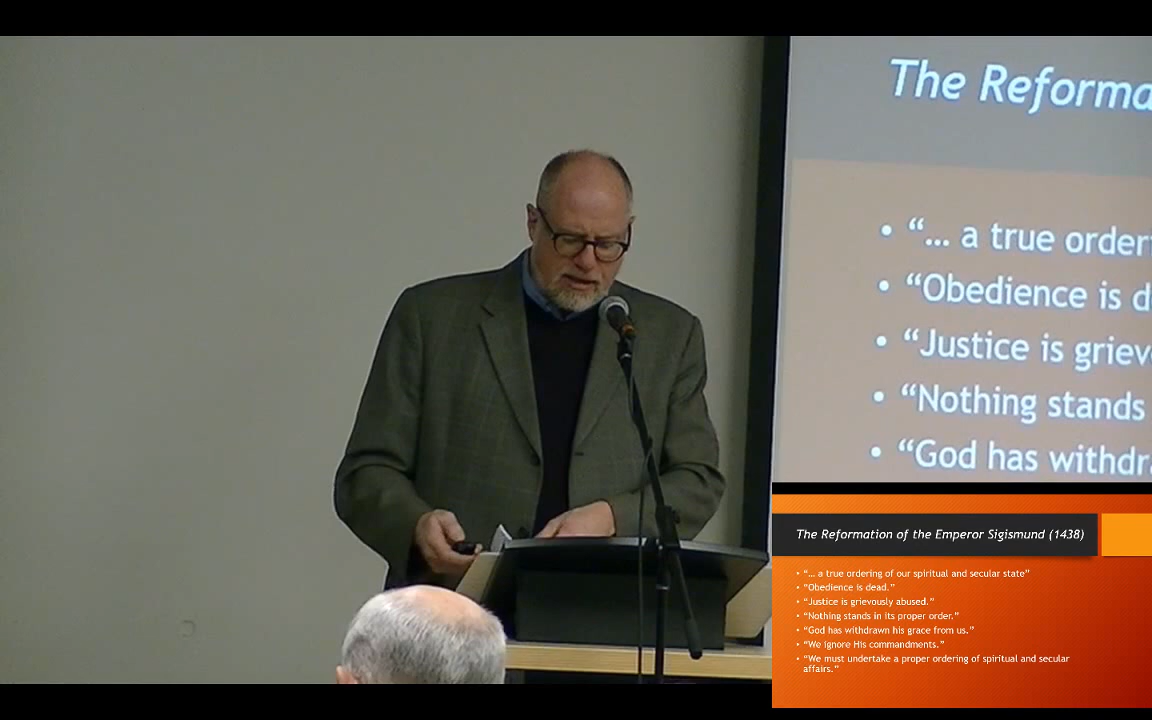 The Reforma
• “... a true order
• “Obedience is d
• “Justice is griev
• “Nothing stands
• “God has withdr
The Reformation of the Emperor Sigismund (1438)
• “... a true ordering of our spiritual and secular state”
• “Obedience is dead.”
• “Justice is grievously abused.”
• “Nothing stands in its proper order.”
• “God has withdrawn his grace from us.”
• “We ignore His commandments.”
• “We must undertake a proper ordering of spiritual and secular
affairs.”